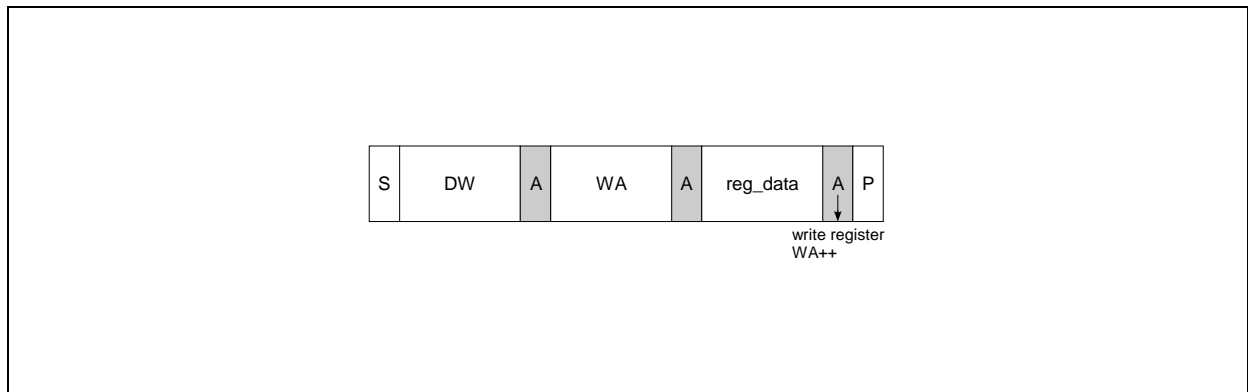 S DW A WA A reg_data A P
write register
WA++